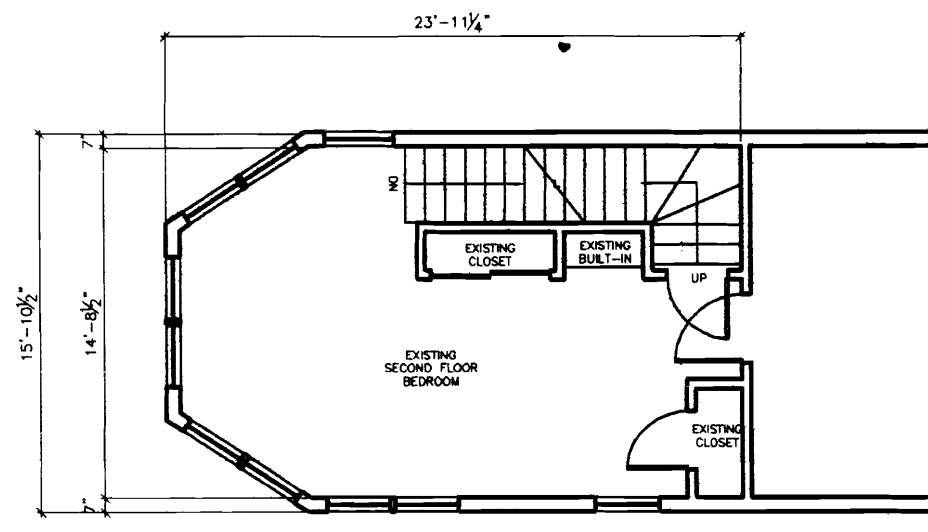 23'-11¼"
7"
15'-10½"
14'-8½"
7"
DN
EXISTING
CLOSET
EXISTING
BUILT-IN
UP
EXISTING
SECOND FLOOR
BEDROOM
EXISTING
CLOSET